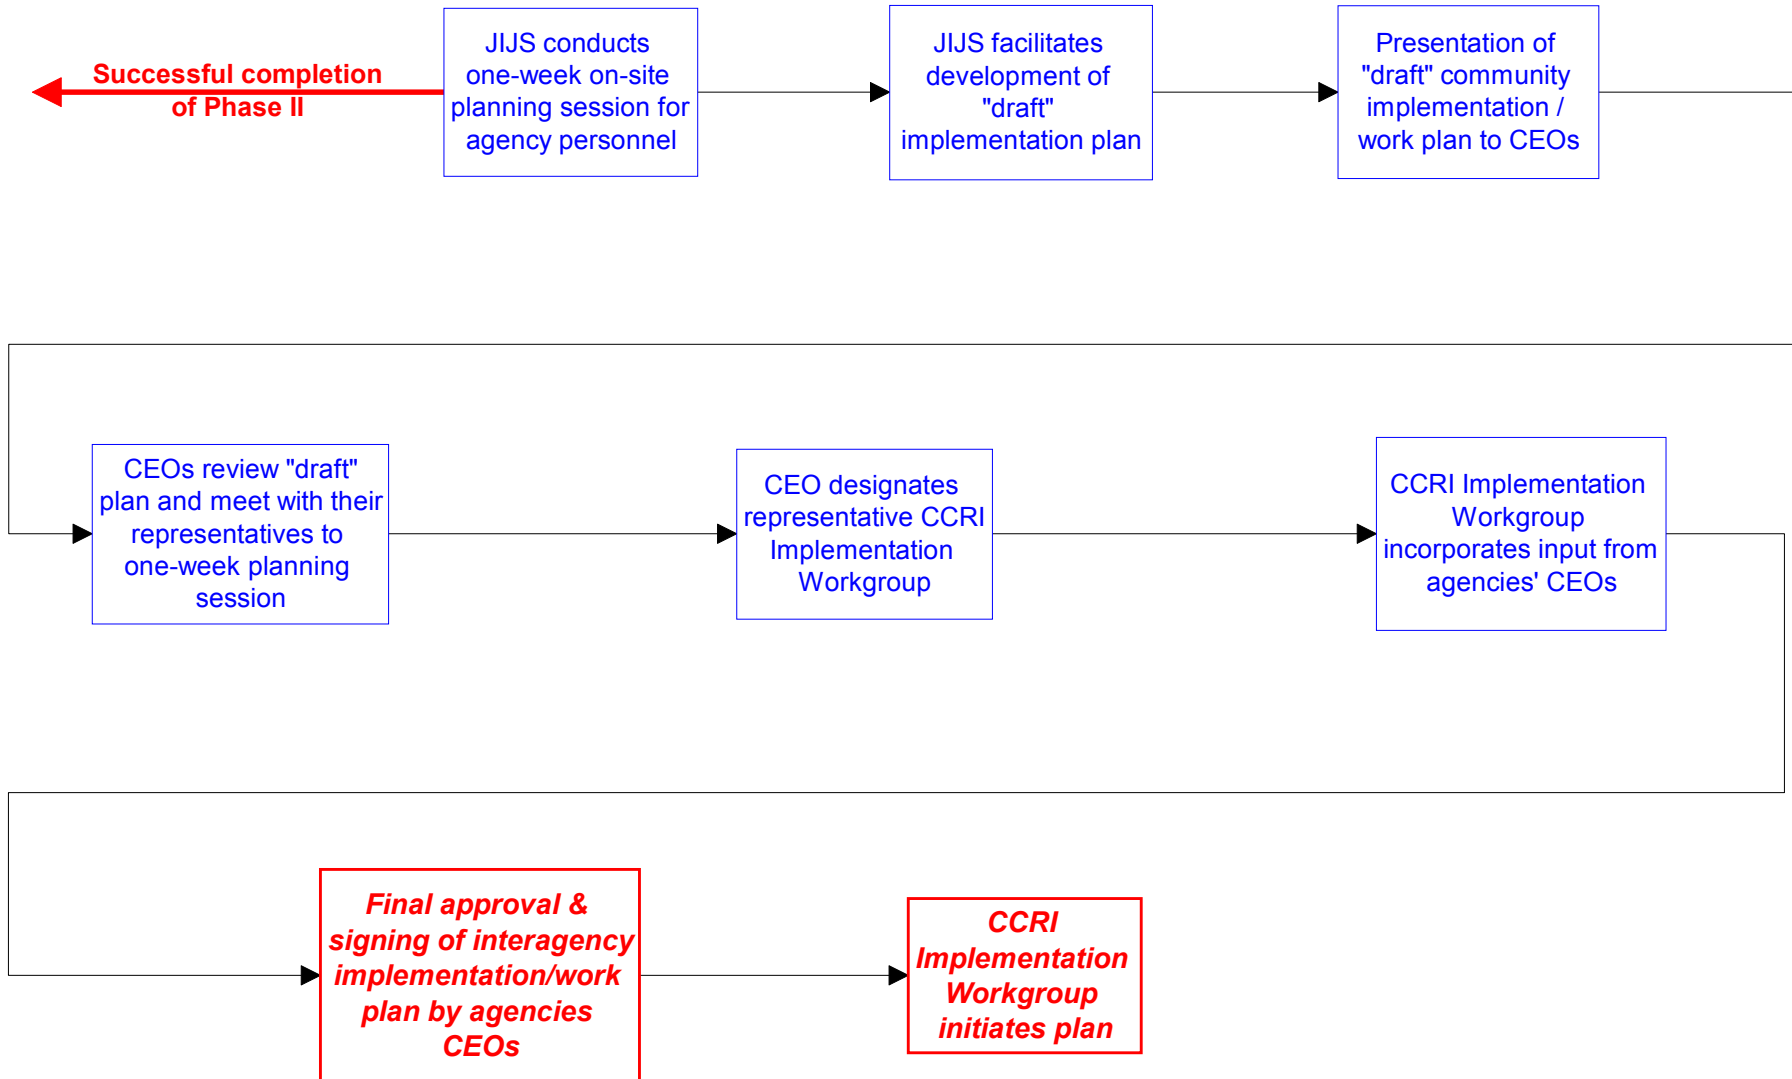 Successful completion
of Phase II
JIJS conducts
one-week on-site
planning session for
agency personnel
JIJS facilitates
development of
"draft"
implementation plan
Presentation of
"draft" community
implementation /
work plan to CEOs
CEOs review "draft"
plan and meet with their
representatives to
one-week planning
session
CEO designates
representative CCRI
Implementation
Workgroup
CCRI Implementation
Workgroup
incorporates input from
agencies' CEOs
Final approval &
signing of interagency
implementation/work
plan by agencies
CEOs
CCRI
Implementation
Workgroup
initiates plan